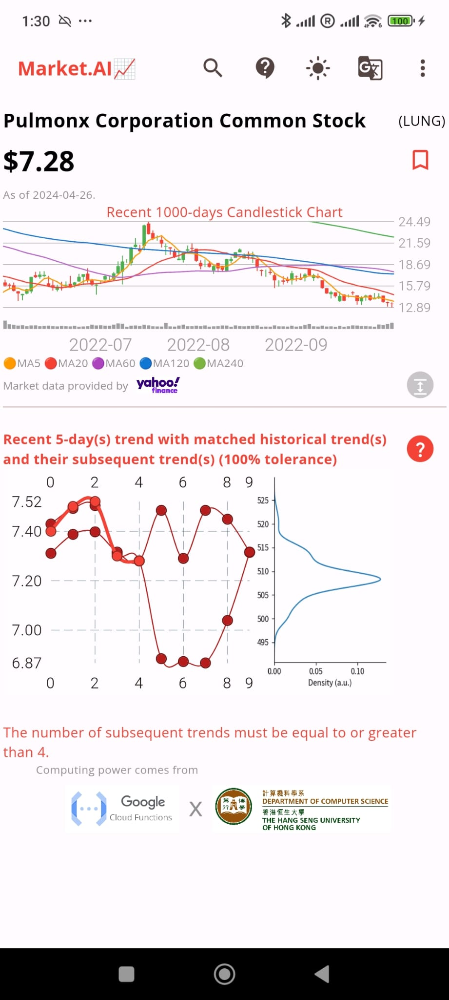 1:30
100
Market.AI
Pulmonx Corporation Common Stock (LUNG)
$7.28
As of 2024-04-26.
Recent 1000-days Candlestick Chart
24.49
21.59
18.69
15.79
12.89
2022-07 2022-08 2022-09
MA5 MA20 MA60 MA120 MA240
Market data provided by yahoo! finance
Recent 5-day(s) trend with matched historical trend(s)
and their subsequent trend(s) (100% tolerance)
?
0 2 4 6 8 9
7.52
7.40
7.20
7.00
6.87
0 2 4 6 8 9
525
520
515
510
505
500
495
0.00 0.05 0.10
Density (a.u.)
The number of subsequent trends must be equal to or greater
than 4.
Computing power comes from
Google
Cloud Functions
X
計算機科學系
DEPARTMENT OF COMPUTER SCIENCE
香港恒生大學
THE HANG SENG UNIVERSITY
OF HONG KONG